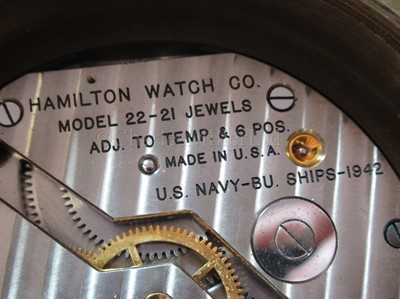 HAMILTON WATCH CO.
MODEL 22-21 JEWELS
ADJ. TO TEMP. & 6 POS.
MADE IN U.S.A.
U.S. NAVY-BU. SHIPS-1942